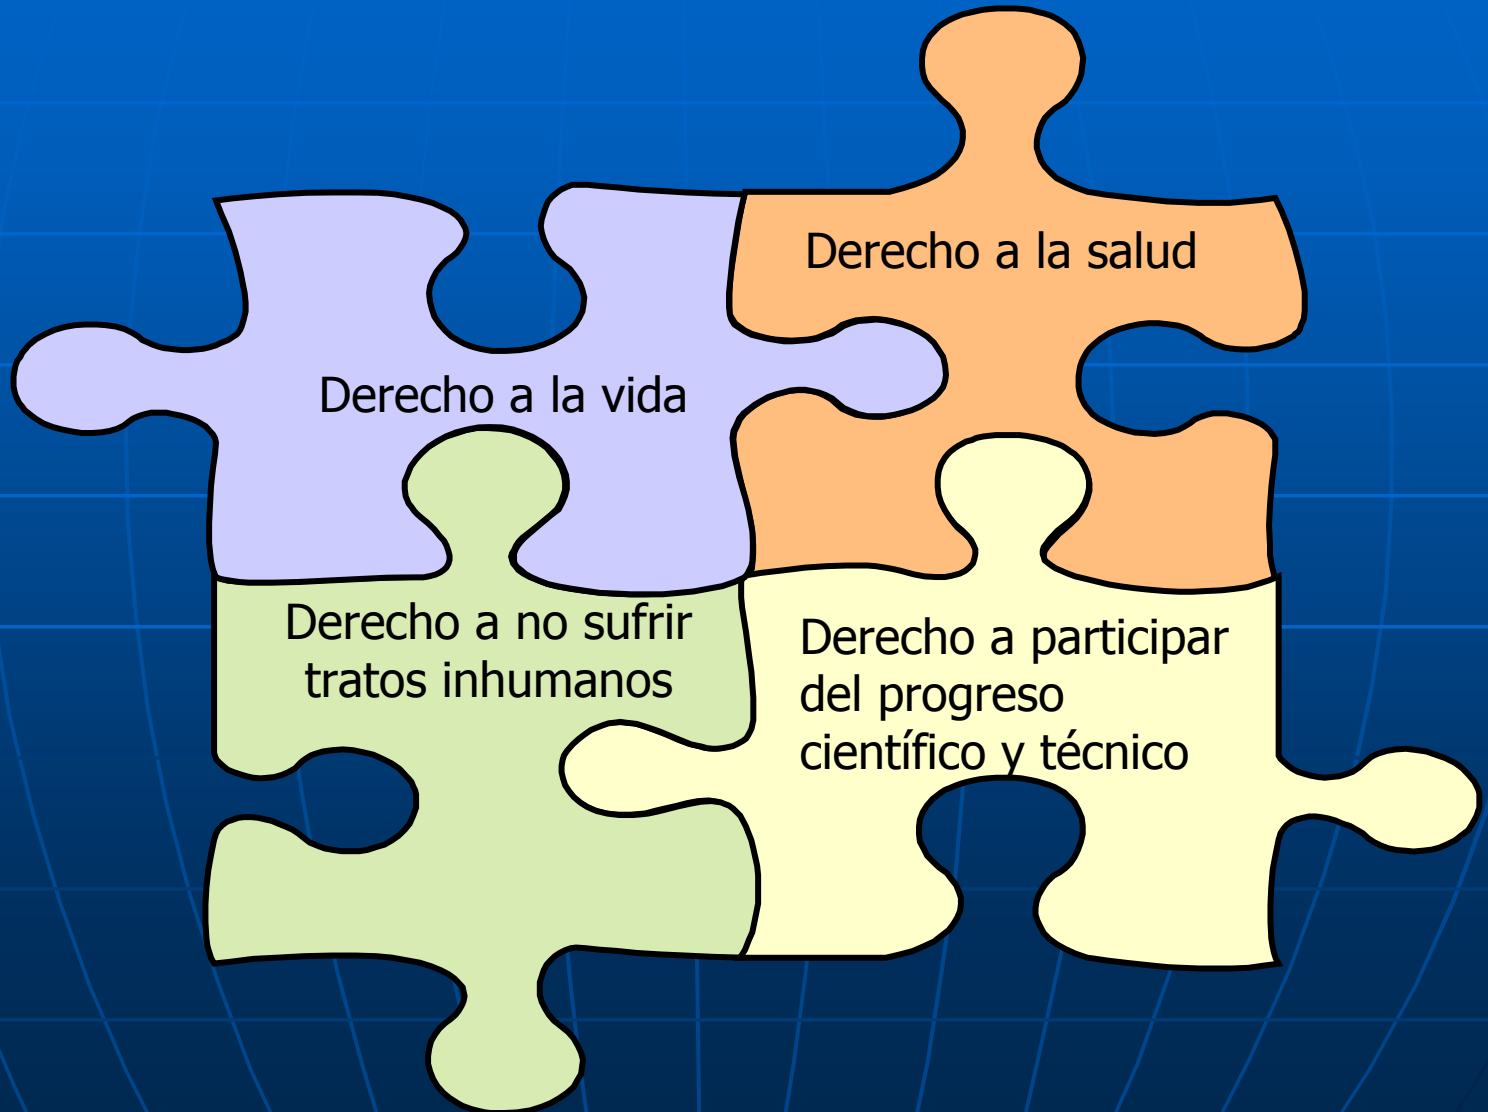 Derecho a la salud
Derecho a la vida
Derecho a no sufrir
tratos inhumanos
Derecho a participar
del progreso
científico y técnico